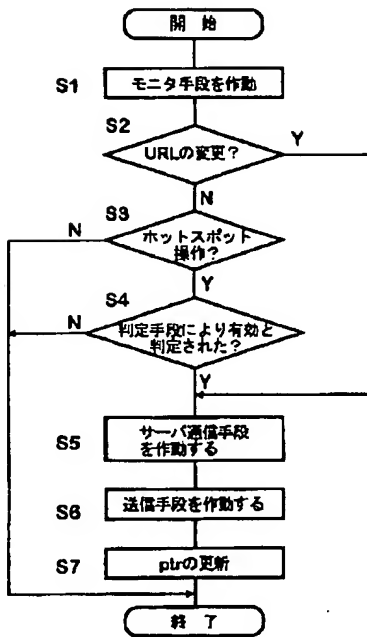 開 始
S1
モニタ手段を作動
S2
URLの変更?
Y
N
S3
N
ホットスポット
操作?
Y
S4
N
判定手段により有効と
判定された?
Y
S5
サーバ通信手段
を作動する
S6
送信手段を作動する
S7
ptrの更新
終 了